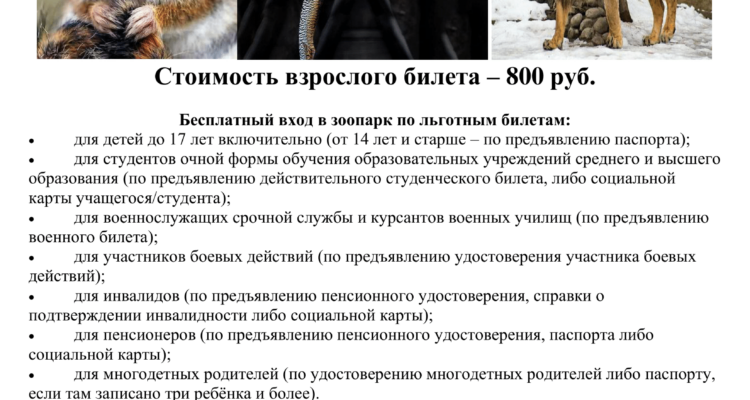 Стоимость взрослого билета – 800 руб.
Бесплатный вход в зоопарк по льготным билетам:
• для детей до 17 лет включительно (от 14 лет и старше – по предъявлению паспорта);
• для студентов очной формы обучения образовательных учреждений среднего и высшего
образования (по предъявлению действительного студенческого билета, либо социальной
карты учащегося/студента);
• для военнослужащих срочной службы и курсантов военных училищ (по предъявлению
военного билета);
• для участников боевых действий (по предъявлению удостоверения участника боевых
действий);
• для инвалидов (по предъявлению пенсионного удостоверения, справки о
подтверждении инвалидности либо социальной карты);
• для пенсионеров (по предъявлению пенсионного удостоверения, паспорта либо
социальной карты);
• для многодетных родителей (по удостоверению многодетных родителей либо паспорту,
если там записано три ребёнка и более).